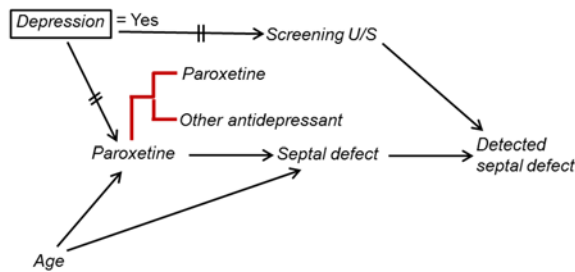 Depression = Yes
Screening U/S
Paroxetine
Other antidepressant
Paroxetine
Septal defect
Detected
septal defect
Age